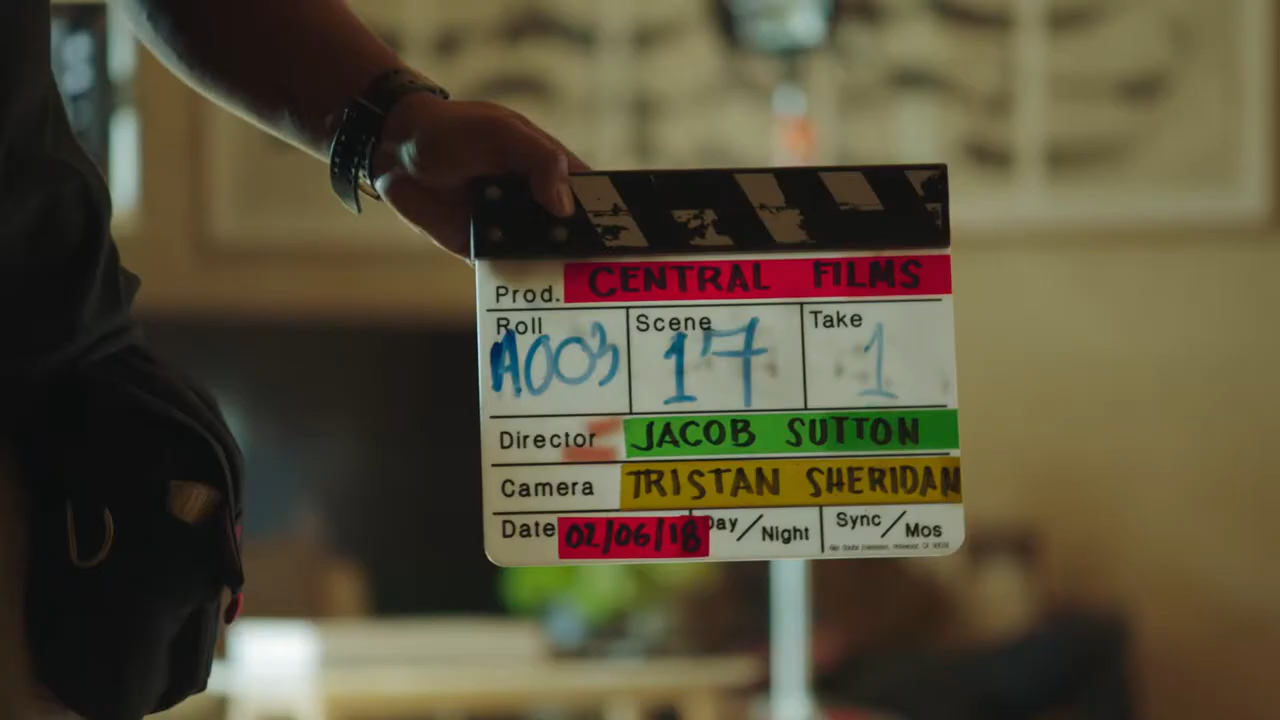 Prod. CENTRAL FILMS
Roll Scene Take
A003 17 1
Director JACOB SUTTON
Camera TRISTAN SHERIDAN
Date 02/06/18 Day/Night Sync/Mos